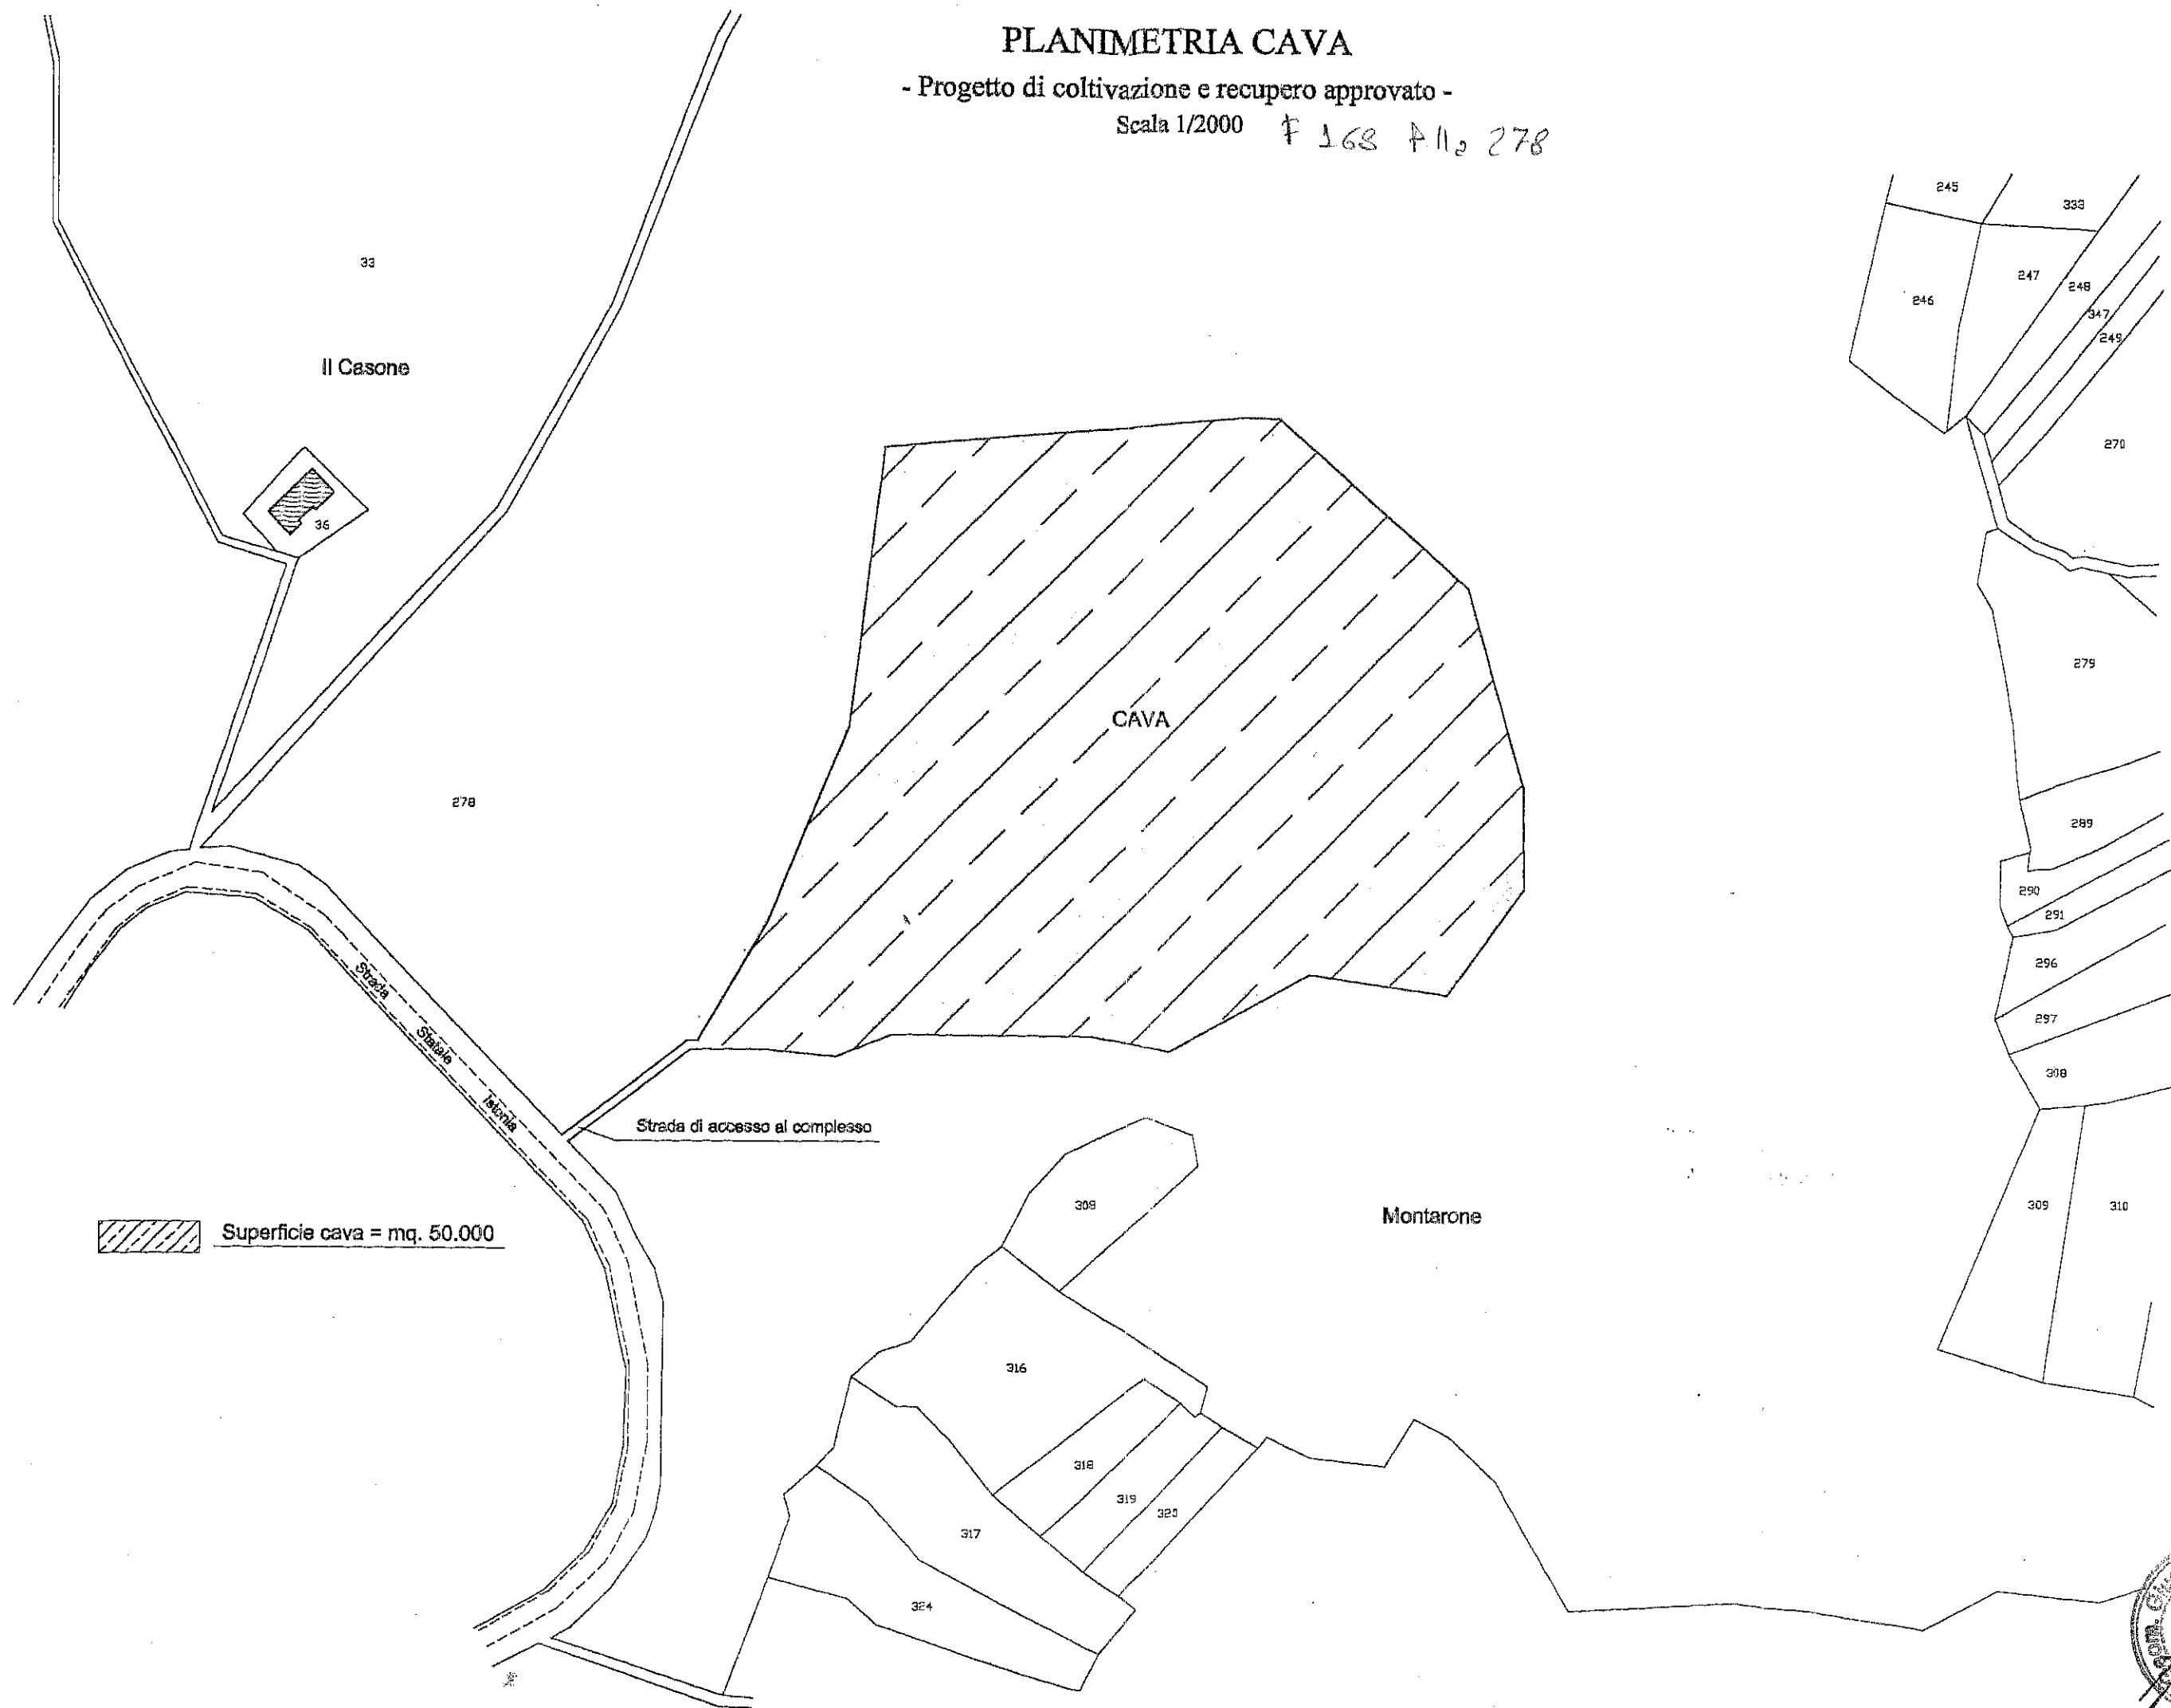 PLANIMETRIA CAVA
- Progetto di coltivazione e recupero approvato -
Scala 1/2000
168 278
245
333
33
247
246
248
347
249
Il Casone
270
36
279
CAVA
278
289
290
291
Strada
Statale
Istonia
296
297
308
Strada di accesso al complesso
309
309
310
Montarone
Superficie cava = mq. 50.000
316
318
319
320
317
324